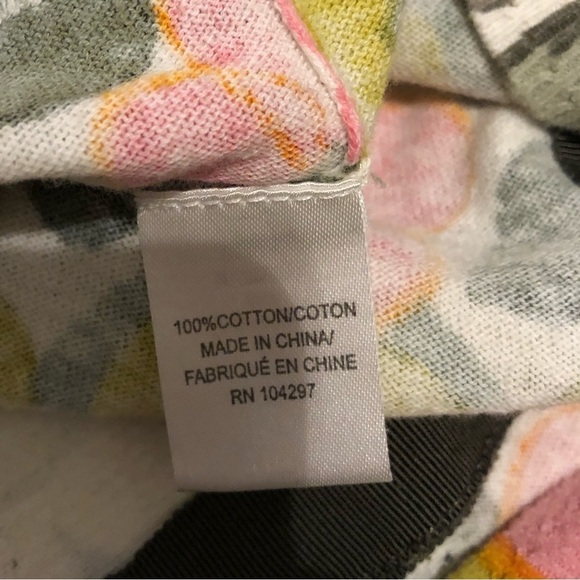 100%COTTON/COTON
MADE IN CHINA/
FABRIQUÉ EN CHINE
RN 104297